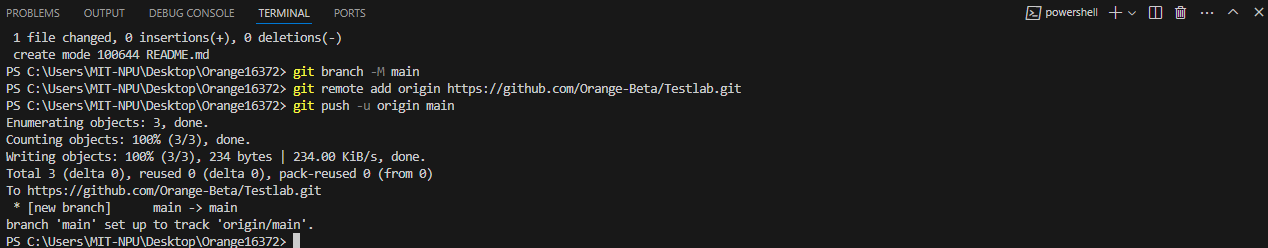 PROBLEMS OUTPUT DEBUG CONSOLE TERMINAL PORTS powershell
1 file changed, 0 insertions(+), 0 deletions(-)
create mode 100644 README.md
PS C:\Users\MIT-NPU\Desktop\Orange16372> git branch -M main
PS C:\Users\MIT-NPU\Desktop\Orange16372> git remote add origin https://github.com/Orange-Beta/Testlab.git
PS C:\Users\MIT-NPU\Desktop\Orange16372> git push -u origin main
Enumerating objects: 3, done.
Counting objects: 100% (3/3), done.
Writing objects: 100% (3/3), 234 bytes | 234.00 KiB/s, done.
Total 3 (delta 0), reused 0 (delta 0), pack-reused 0 (from 0)
To https://github.com/Orange-Beta/Testlab.git
* [new branch]      main -> main
branch 'main' set up to track 'origin/main'.
PS C:\Users\MIT-NPU\Desktop\Orange16372>